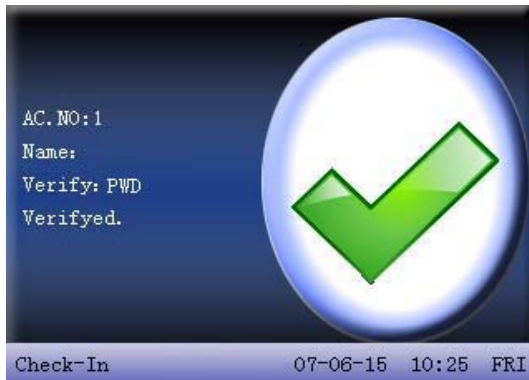 AC.NO:1
Name:
Verify: PWD
Verifyed.
Check-In 07-06-15 10:25 FRI